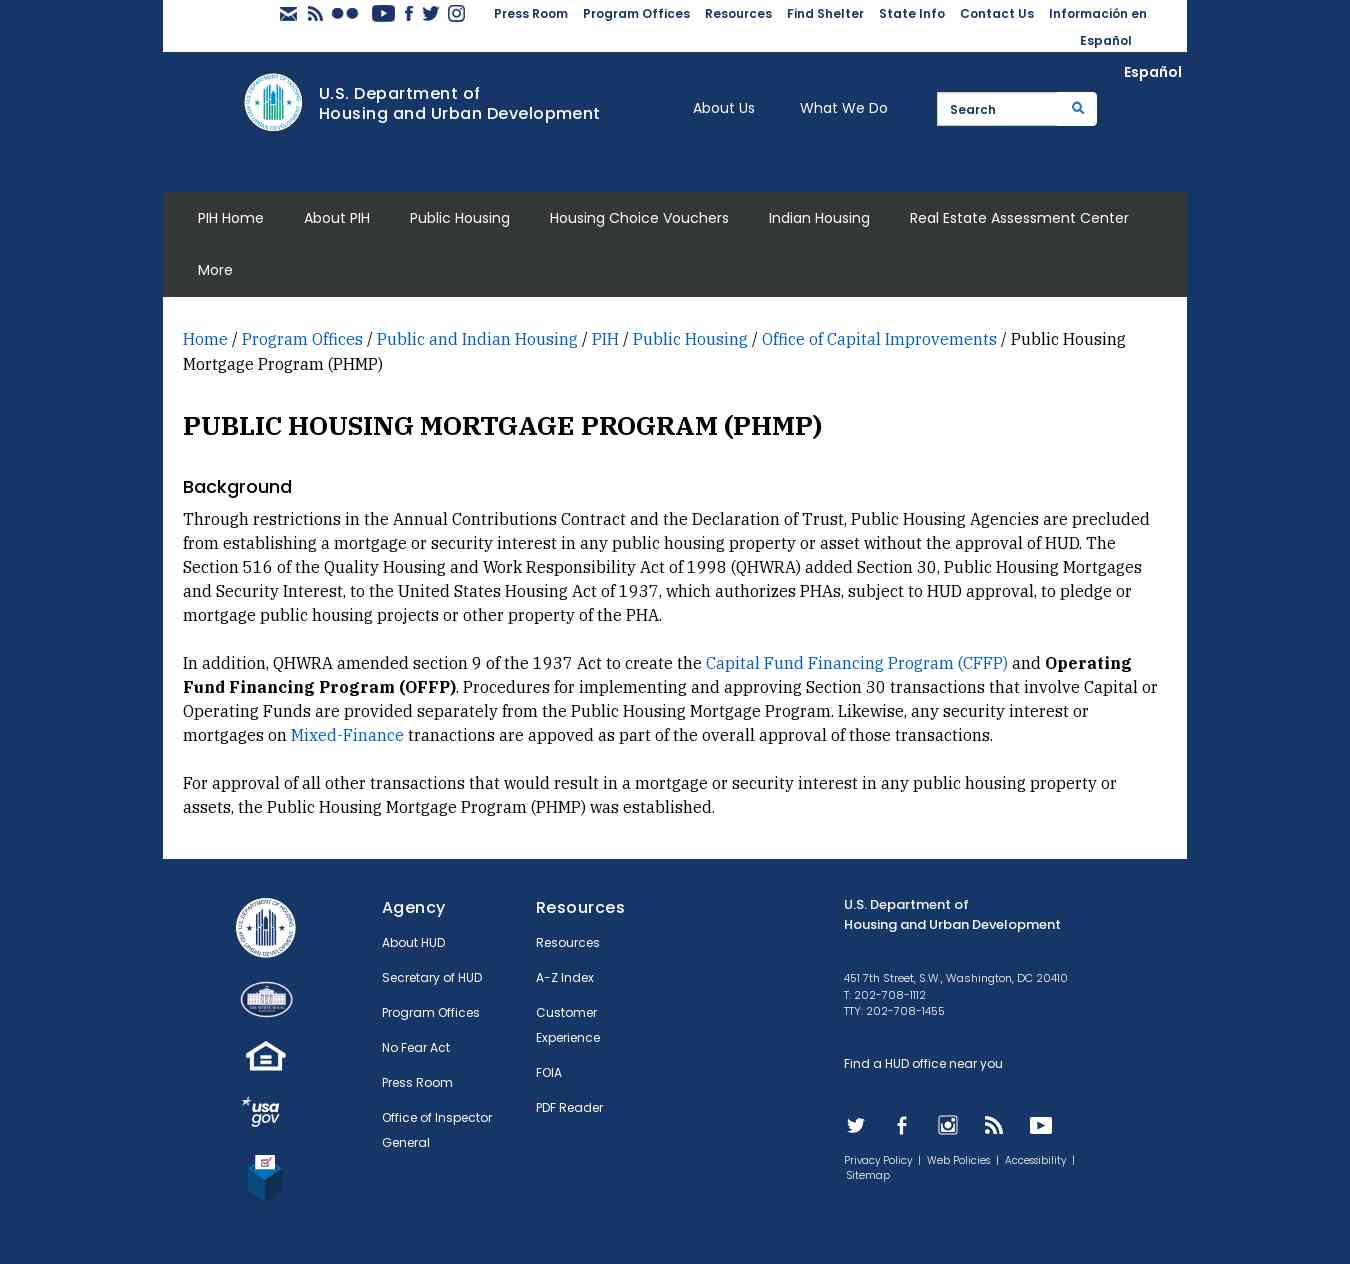 Press Room Program Offices Resources Find Shelter State Info Contact Us Información en
Español
Español
U.S. Department of
Housing and Urban Development
About Us What We Do Search
PIH Home About PIH Public Housing Housing Choice Vouchers Indian Housing Real Estate Assessment Center
More
Home / Program Offices / Public and Indian Housing / PIH / Public Housing / Office of Capital Improvements / Public Housing
Mortgage Program (PHMP)
PUBLIC HOUSING MORTGAGE PROGRAM (PHMP)
Background
Through restrictions in the Annual Contributions Contract and the Declaration of Trust, Public Housing Agencies are precluded
from establishing a mortgage or security interest in any public housing property or asset without the approval of HUD. The
Section 516 of the Quality Housing and Work Responsibility Act of 1998 (QHWRA) added Section 30, Public Housing Mortgages
and Security Interest, to the United States Housing Act of 1937, which authorizes PHAs, subject to HUD approval, to pledge or
mortgage public housing projects or other property of the PHA.
In addition, QHWRA amended section 9 of the 1937 Act to create the Capital Fund Financing Program (CFFP) and Operating
Fund Financing Program (OFFP). Procedures for implementing and approving Section 30 transactions that involve Capital or
Operating Funds are provided separately from the Public Housing Mortgage Program. Likewise, any security interest or
mortgages on Mixed-Finance tranactions are appoved as part of the overall approval of those transactions.
For approval of all other transactions that would result in a mortgage or security interest in any public housing property or
assets, the Public Housing Mortgage Program (PHMP) was established.
usa
gov
Agency
About HUD
Secretary of HUD
Program Offices
No Fear Act
Press Room
Office of Inspector
General
Resources
Resources
A-Z Index
Customer
Experience
FOIA
PDF Reader
U.S. Department of
Housing and Urban Development
451 7th Street, S.W., Washington, DC 20410
T: 202-708-1112
TTY: 202-708-1455
Find a HUD office near you
Privacy Policy | Web Policies | Accessibility |
Sitemap